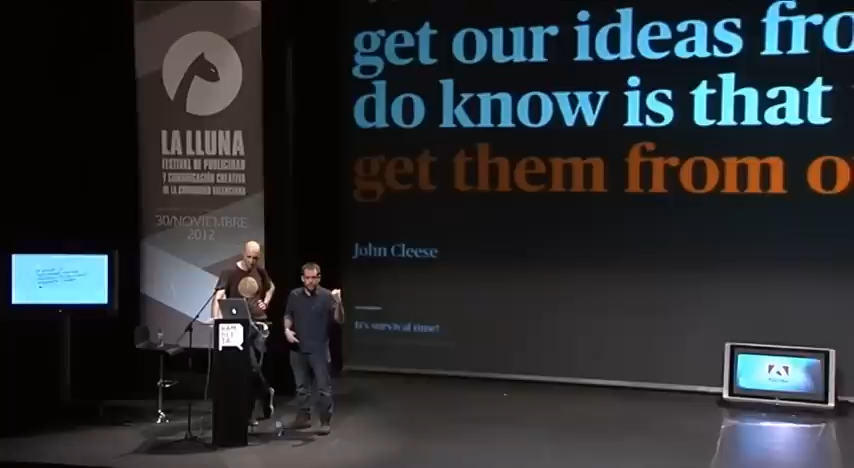 get our ideas fro
do know is that
get them from o
John Cleese
It's survival time!
LA LLUNA
FESTIVAL DE PUBLICIDAD
Y COMUNICACIÓN CREATIVA
DE LA COMUNIDAD VALENCIANA
30/NOVIEMBRE
2012